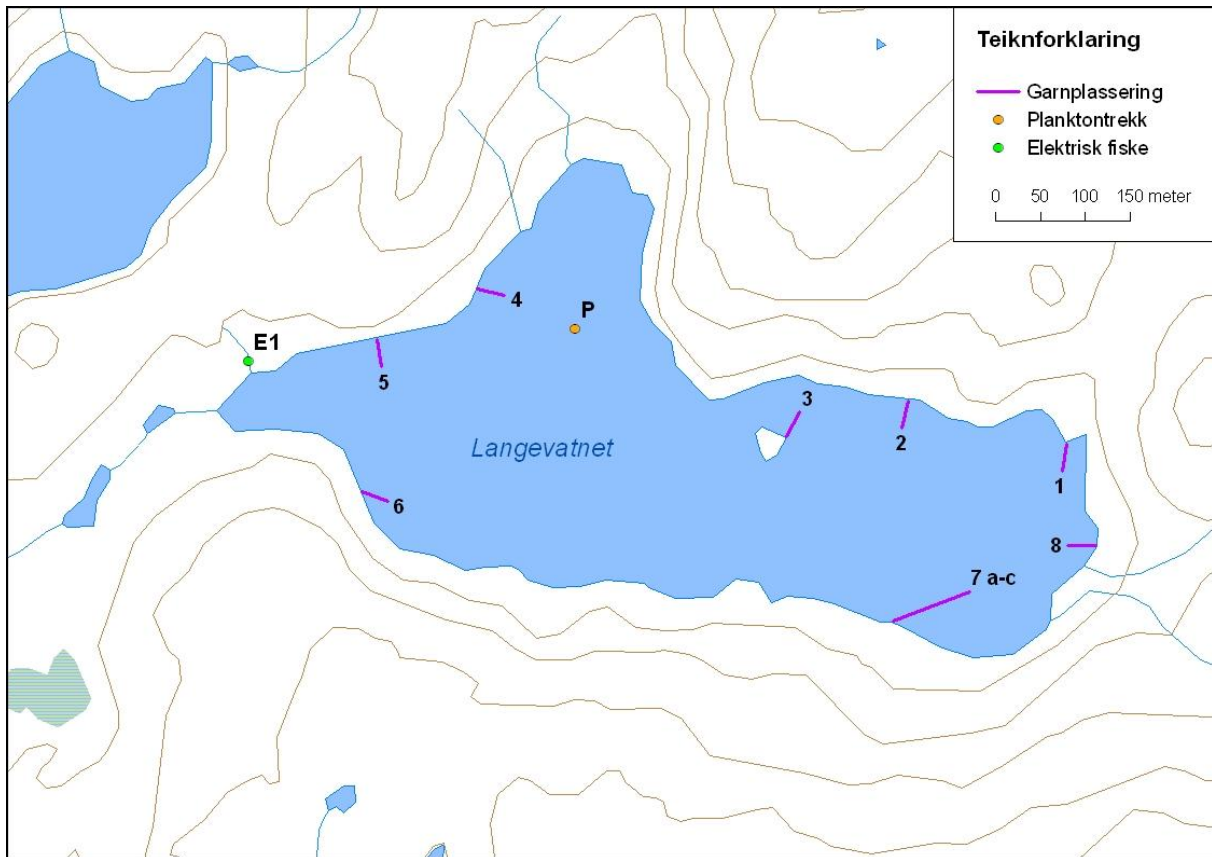 Teiknforklaring
Garnplassering
Planktontrekk
Elektrisk fiske
0 50 100 150 meter
4
P
E1
5
3
2
Langevatnet
1
6
8
7 a-c